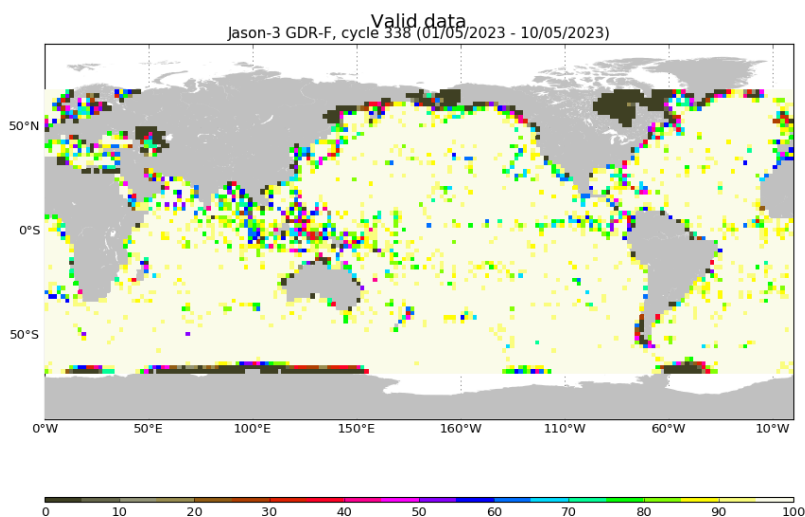 Valid data
Jason-3 GDR-F, cycle 338 (01/05/2023 - 10/05/2023)
50°N
0°S
50°S
0°W 50°E 100°E 150°E 160°W 110°W 60°W 10°W
0 10 20 30 40 50 60 70 80 90 100